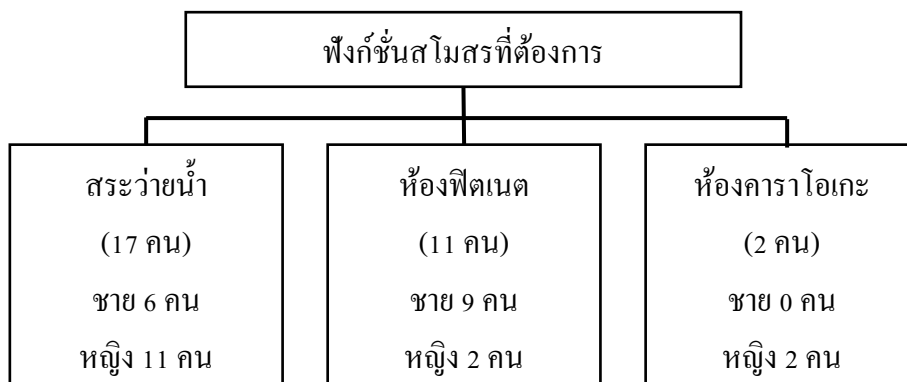 ฟังก์ชั่นสโมสรที่ต้องการ
สระว่ายน้ำ
(17 คน)
ชาย 6 คน
หญิง 11 คน
ห้องฟิตเนต
(11 คน)
ชาย 9 คน
หญิง 2 คน
ห้องคาราโอเกะ
(2 คน)
ชาย 0 คน
หญิง 2 คน